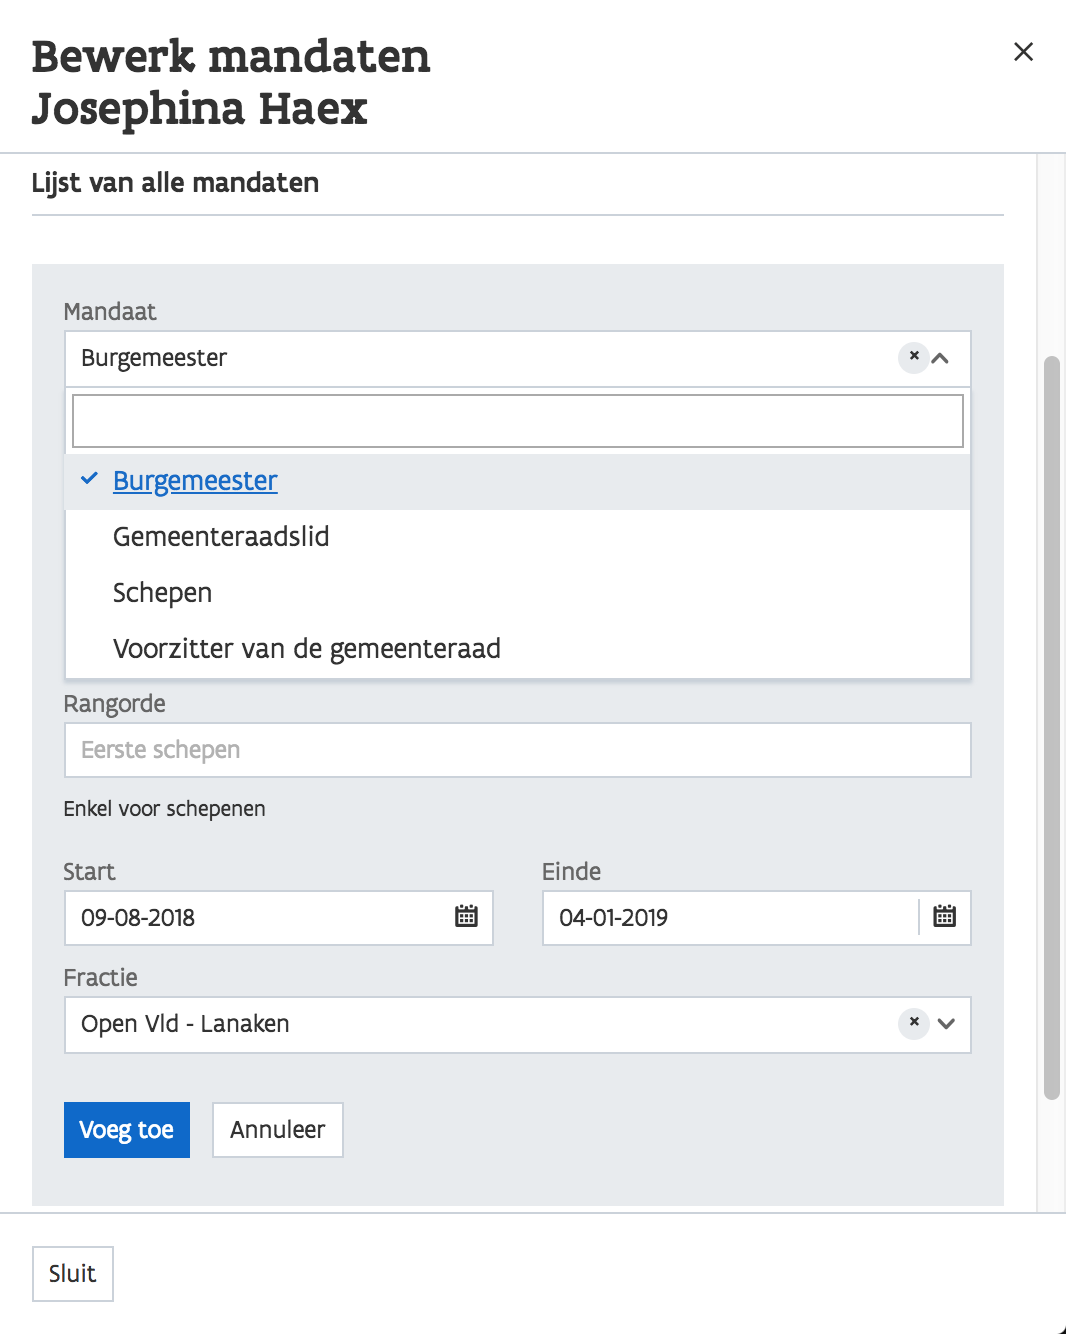 Bewerk mandaten
Josephina Haex
Lijst van alle mandaten
Mandaat
Burgemeester
Burgemeester
Gemeenteraadslid
Schepen
Voorzitter van de gemeenteraad
Rangorde
Eerste schepen
Enkel voor schepenen
Start Einde
09-08-2018 04-01-2019
Fractie
Open Vld - Lanaken
Voeg toe Annuleer
Sluit